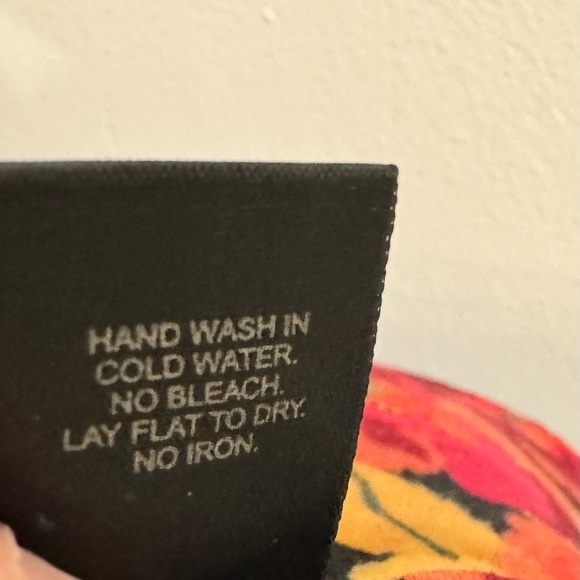 HAND WASH IN
COLD WATER.
NO BLEACH.
LAY FLAT TO DRY.
NO IRON.